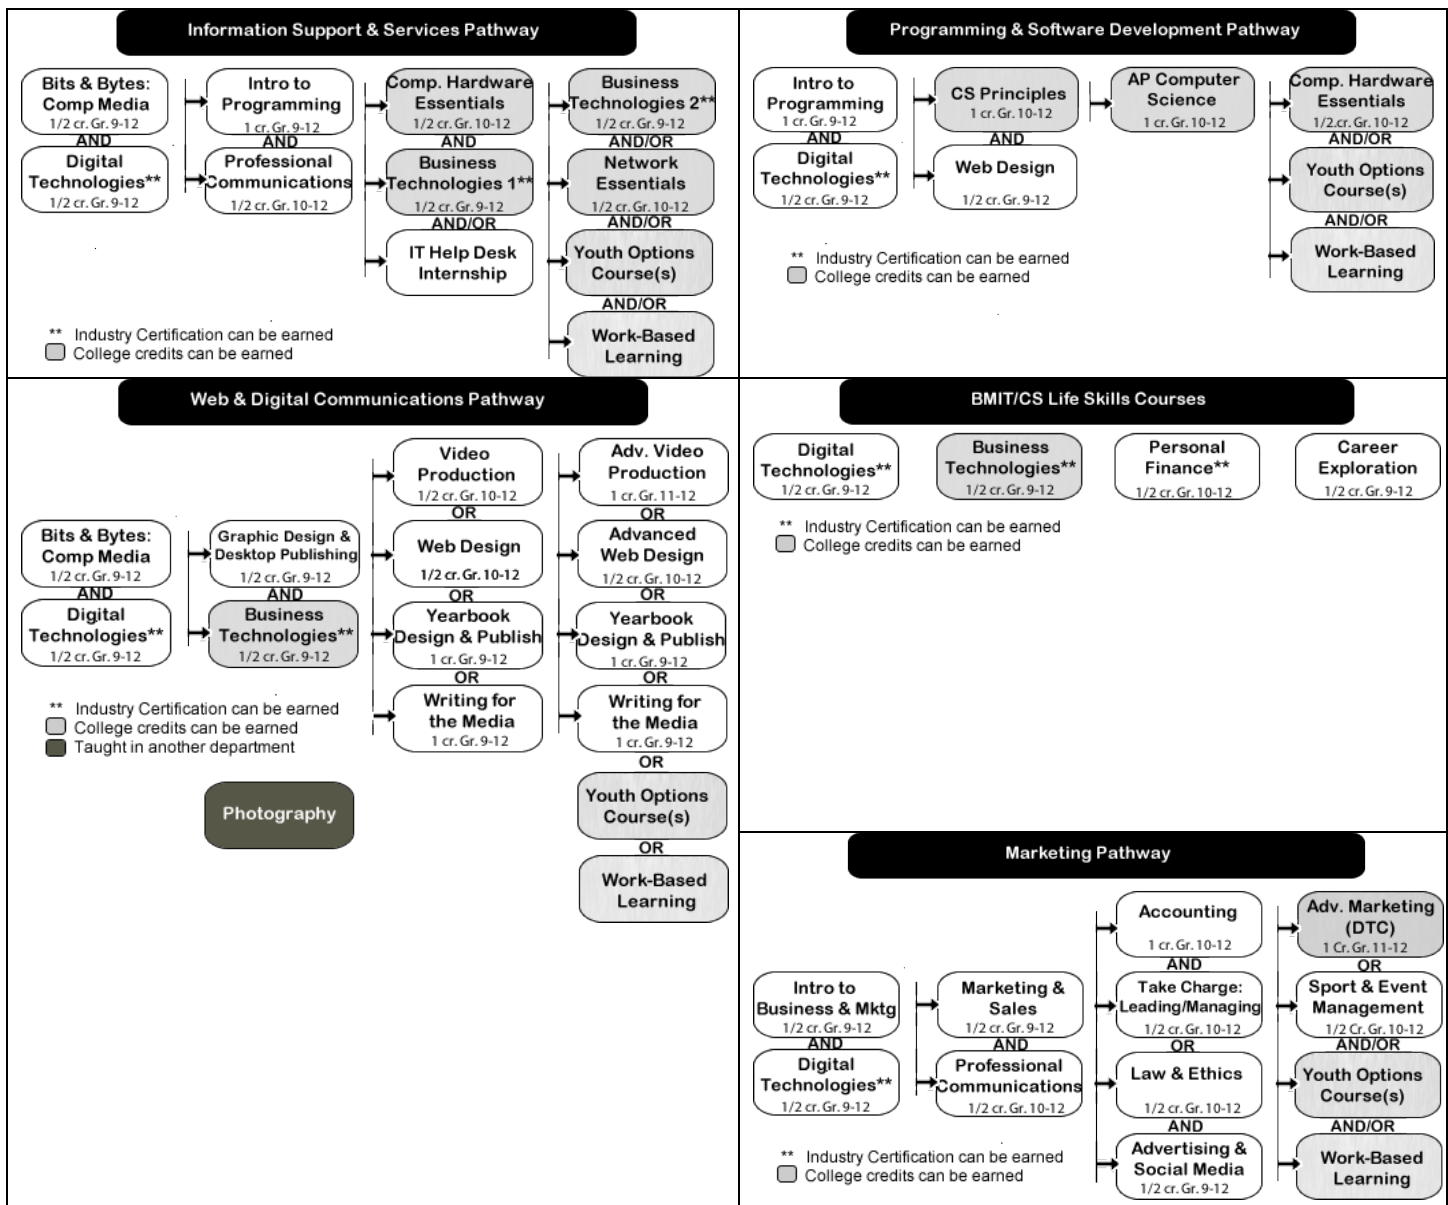 Information Support & Services Pathway
Bits & Bytes:
Comp Media
1/2 cr. Gr. 9-12
AND
Digital
Technologies**
1/2 cr. Gr. 9-12
Intro to
Programming
1 cr. Gr. 9-12
AND
Professional
Communications
1/2 cr. Gr. 10-12
Comp. Hardware
Essentials
1/2 cr. Gr. 10-12
AND
Business
Technologies 1**
1/2 cr. Gr. 9-12
AND/OR
IT Help Desk
Internship
Business
Technologies 2**
1/2 cr. Gr. 9-12
AND/OR
Network
Essentials
1/2 cr. Gr. 10-12
AND/OR
Youth Options
Course(s)
AND/OR
Work-Based
Learning
** Industry Certification can be earned
College credits can be earned
Programming & Software Development Pathway
Intro to
Programming
1 cr. Gr. 9-12
AND
Digital
Technologies**
1/2 cr. Gr. 9-12
CS Principles
1 cr. Gr. 10-12
AND
Web Design
1/2 cr. Gr. 9-12
AP Computer
Science
1 cr. Gr. 10-12
Comp. Hardware
Essentials
1/2.cr. Gr. 10-12
AND/OR
Youth Options
Course(s)
AND/OR
Work-Based
Learning
** Industry Certification can be earned
College credits can be earned
Web & Digital Communications Pathway
Bits & Bytes:
Comp Media
1/2 cr. Gr. 9-12
AND
Digital
Technologies**
1/2 cr. Gr. 9-12
Graphic Design &
Desktop Publishing
1/2 cr. Gr. 9-12
AND
Business
Technologies**
1/2 cr. Gr. 9-12
Video
Production
1/2 cr. Gr. 10-12
OR
Web Design
1/2 cr. Gr. 10-12
OR
Yearbook
Design & Publish
1 cr. Gr. 9-12
OR
Writing for
the Media
1 cr. Gr. 9-12
Adv. Video
Production
1 cr. Gr. 11-12
OR
Advanced
Web Design
1/2 cr. Gr. 10-12
OR
Yearbook
Design & Publish
1 cr. Gr. 9-12
OR
Writing for
the Media
1 cr. Gr. 9-12
OR
Youth Options
Course(s)
OR
Work-Based
Learning
** Industry Certification can be earned
College credits can be earned
Taught in another department
Photography
BMIT/CS Life Skills Courses
Digital
Technologies**
1/2 cr. Gr. 9-12
Business
Technologies**
1/2 cr. Gr. 9-12
Personal
Finance**
1/2 cr. Gr. 10-12
Career
Exploration
1/2 cr. Gr. 9-12
** Industry Certification can be earned
College credits can be earned
Marketing Pathway
Intro to
Business & Mktg
1/2 cr. Gr. 9-12
AND
Digital
Technologies**
1/2 cr. Gr. 9-12
Marketing &
Sales
1/2 cr. Gr. 9-12
AND
Professional
Communications
1/2 cr. Gr. 10-12
Accounting
1 cr. Gr. 10-12
AND
Take Charge:
Leading/Managing
1/2 cr. Gr. 10-12
OR
Law & Ethics
1/2 cr. Gr. 10-12
AND
Advertising &
Social Media
1/2 cr. Gr. 9-12
Adv. Marketing
(DTC)
1 Cr. Gr. 11-12
OR
Sport & Event
Management
1/2 Cr. Gr. 10-12
AND/OR
Youth Options
Course(s)
AND/OR
Work-Based
Learning
** Industry Certification can be earned
College credits can be earned